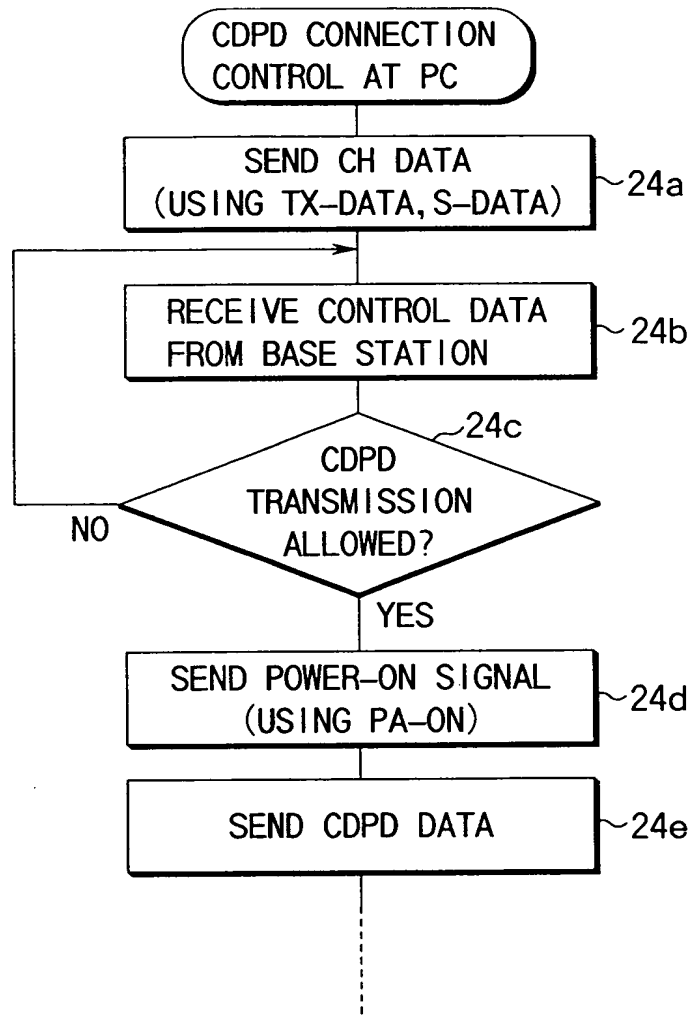 CDPD CONNECTION
CONTROL AT PC
SEND CH DATA
(USING TX-DATA, S-DATA)
24a
RECEIVE CONTROL DATA
FROM BASE STATION
24b
24c
CDPD
TRANSMISSION
ALLOWED?
NO
YES
SEND POWER-ON SIGNAL
(USING PA-ON)
24d
SEND CDPD DATA
24e